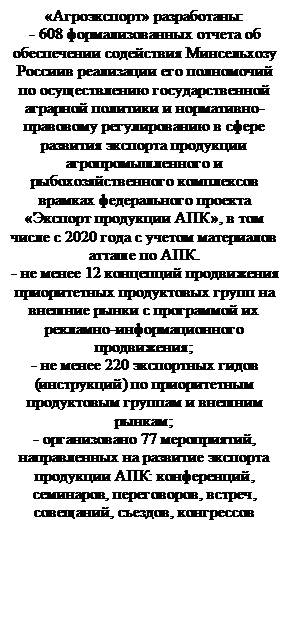 «Агроэкспорт» разработаны:
- 608 формализованных отчета об
обеспечении содействия Минсельхозу
Россиив реализации его полномочий
по осуществлению государственной
аграрной политики и нормативно-
правовому регулированию в сфере
развития экспорта продукции
агропромышленного и
рыбохозяйственного комплексов
врамках федерального проекта
«Экспорт продукции АПК», в том
числе с 2020 года с учетом материалов
атташе по АПК.
- не менее 12 концепций продвижения
приоритетных продуктовых групп на
внешние рынки с программой их
рекламно-информационного
продвижения;
- не менее 220 экспортных гидов
(инструкций) по приоритетным
продуктовым группам и внешним
рынкам;
- организовано 77 мероприятий,
направленных на развитие экспорта
продукции АПК: конференций,
семинаров, переговоров, встреч,
совещаний, съездов, конгрессов